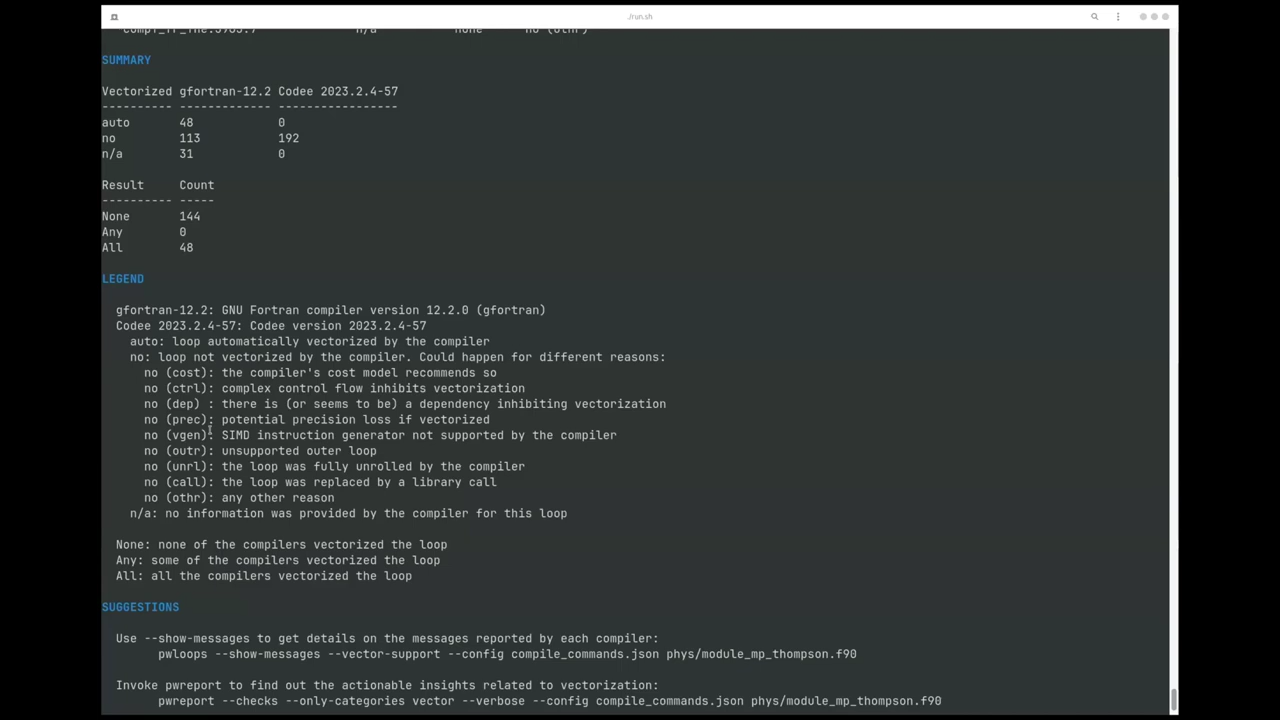 ./run.sh
n/a none no (othr)
SUMMARY
Vectorized gfortran-12.2 Codee 2023.2.4-57
---------- ------------- -----------------
auto 48 0
no 113 192
n/a 31 0
Result Count
---------- -----
None 144
Any 0
All 48
LEGEND
gfortran-12.2: GNU Fortran compiler version 12.2.0 (gfortran)
Codee 2023.2.4-57: Codee version 2023.2.4-57
auto: loop automatically vectorized by the compiler
no: loop not vectorized by the compiler. Could happen for different reasons:
no (cost): the compiler's cost model recommends so
no (ctrl): complex control flow inhibits vectorization
no (dep) : there is (or seems to be) a dependency inhibiting vectorization
no (prec): potential precision loss if vectorized
no (vgen): SIMD instruction generator not supported by the compiler
no (outr): unsupported outer loop
no (unrl): the loop was fully unrolled by the compiler
no (call): the loop was replaced by a library call
no (othr): any other reason
n/a: no information was provided by the compiler for this loop
None: none of the compilers vectorized the loop
Any: some of the compilers vectorized the loop
All: all the compilers vectorized the loop
SUGGESTIONS
Use --show-messages to get details on the messages reported by each compiler:
pwloops --show-messages --vector-support --config compile_commands.json phys/module_mp_thompson.f90
Invoke pwreport to find out the actionable insights related to vectorization:
pwreport --checks --only-categories vector --verbose --config compile_commands.json phys/module_mp_thompson.f90